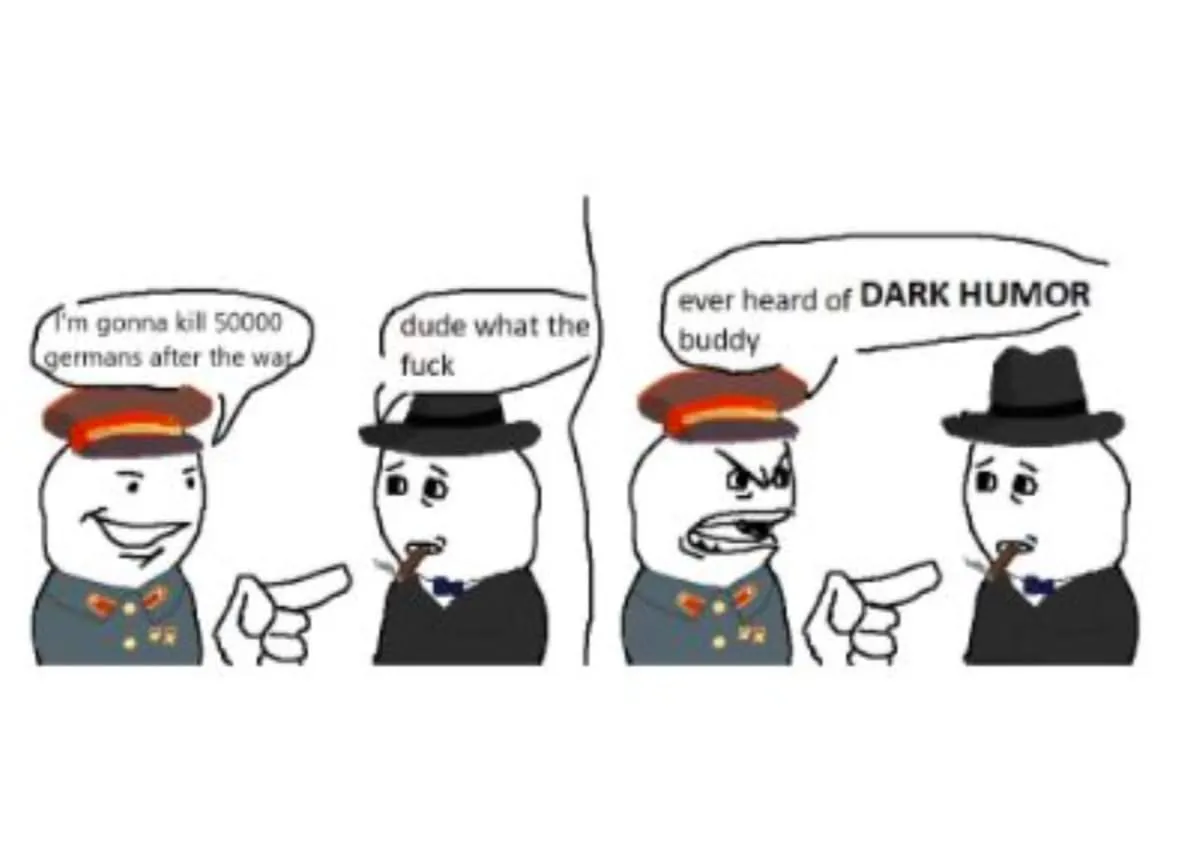 I'm gonna kill 50000
germans after the war
dude what the
fuck
ever heard of DARK HUMOR
buddy